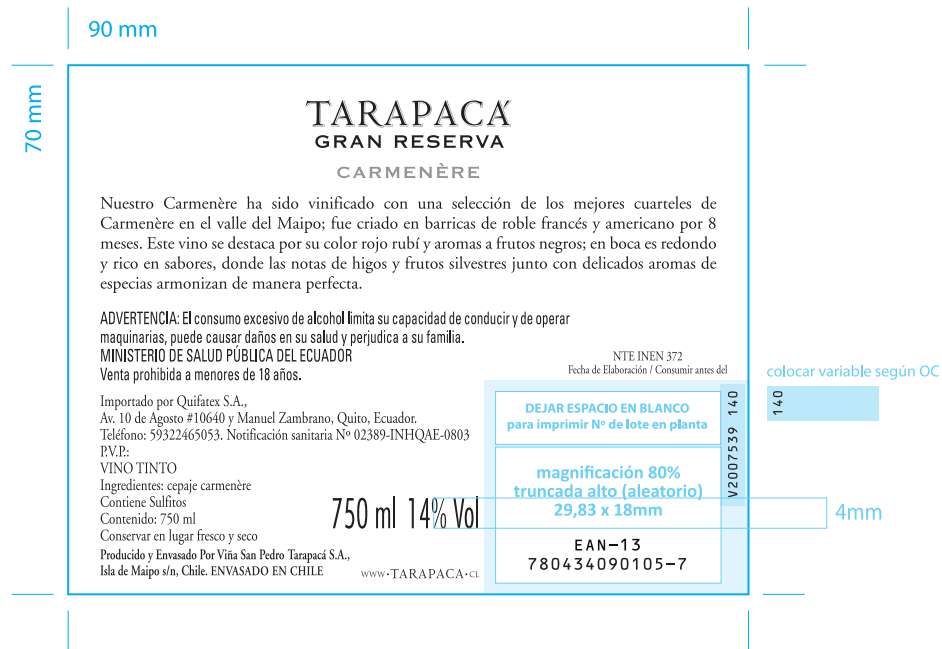 90 mm
70 mm
TARAPACÁ
GRAN RESERVA
CARMENÈRE
Nuestro Carmenère ha sido vinificado con una selección de los mejores cuarteles de
Carmenère en el valle del Maipo; fue criado en barricas de roble francés y americano por 8
meses. Este vino se destaca por su color rojo rubí y aromas a frutos negros; en boca es redondo
y rico en sabores, donde las notas de higos y frutos silvestres junto con delicados aromas de
especias armonizan de manera perfecta.
ADVERTENCIA: El consumo excesivo de alcohol limita su capacidad de conducir y de operar
maquinarias, puede causar daños en su salud y perjudica a su familia.
MINISTERIO DE SALUD PÚBLICA DEL ECUADOR
Venta prohibida a menores de 18 años.
NTE INEN 372
Fecha de Elaboración / Consumir antes del
colocar variable según OC
140
Importado por Quifatex S.A.,
Av. 10 de Agosto #10640 y Manuel Zambrano, Quito, Ecuador.
Teléfono: 59322465053. Notificación sanitaria Nº 02389-INHQAE-0803
P.V.P.:
VINO TINTO
Ingredientes: cepaje carmenère
Contiene Sulfitos
Contenido: 750 ml
Conservar en lugar fresco y seco
Producido y Envasado Por Viña San Pedro Tarapacá S.A.,
Isla de Maipo s/n, Chile. ENVASADO EN CHILE
750 ml 14% Vol
WWW•TARAPACA•CL
DEJAR ESPACIO EN BLANCO
para imprimir Nº de lote en planta
magnificación 80%
truncada alto (aleatorio)
29,83 x 18mm
EAN-13
780434090105-7
V2007539 140
4mm